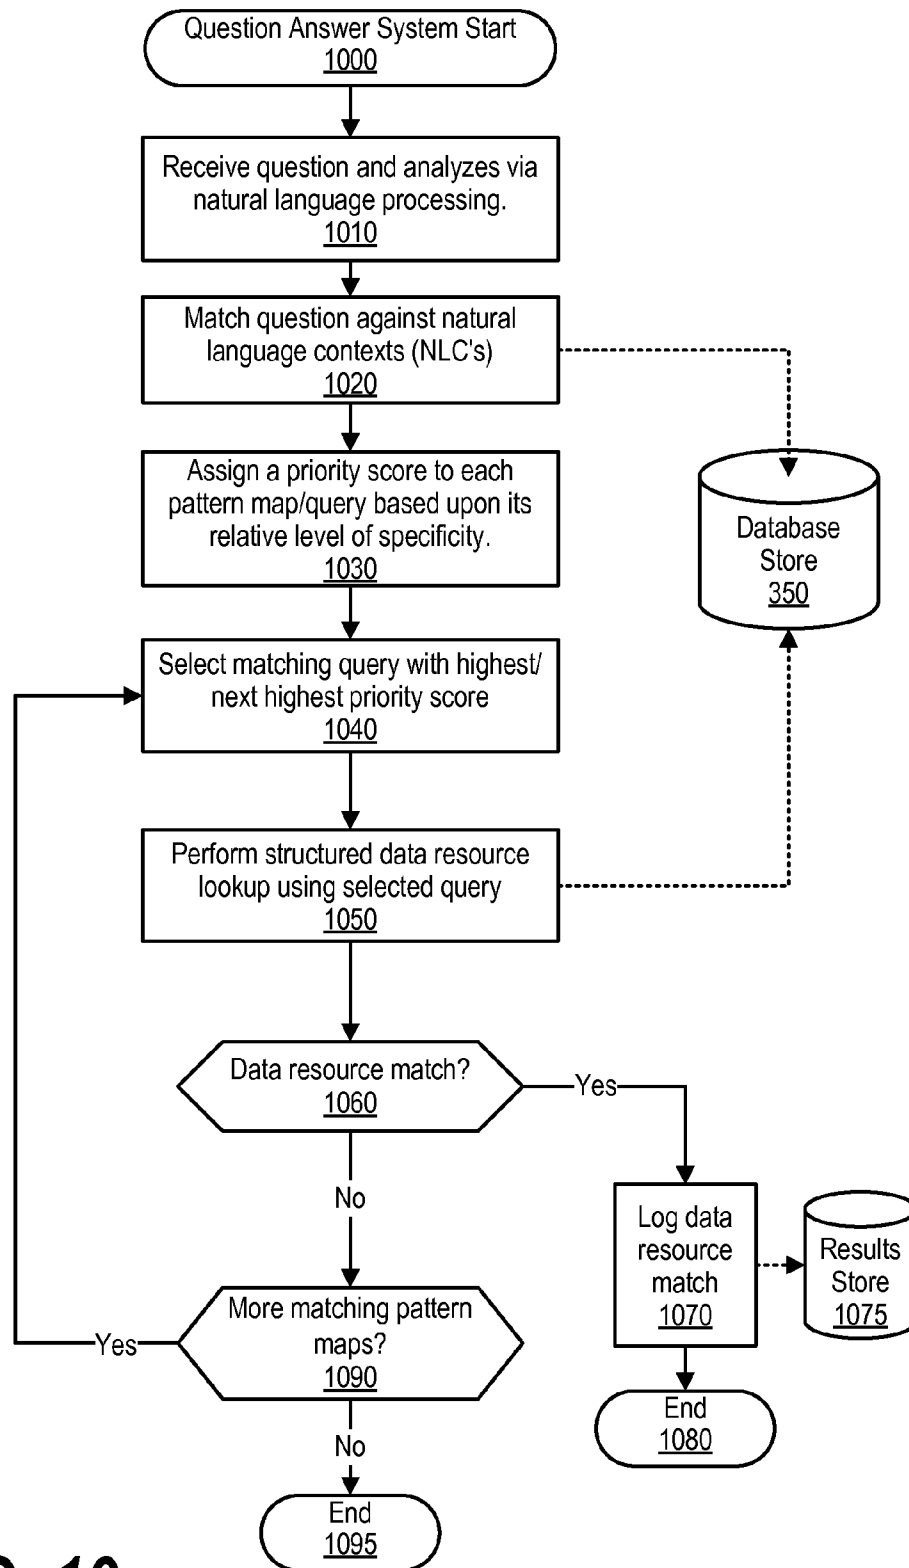 Question Answer System Start
1000
Receive question and analyzes via
natural language processing.
1010
Match question against natural
language contexts (NLC's)
1020
Assign a priority score to each
pattern map/query based upon its
relative level of specificity.
1030
Database
Store
350
Select matching query with highest/
next highest priority score
1040
Perform structured data resource
lookup using selected query
1050
Data resource match?
1060
Yes
No
Log data
resource
match
1070
Results
Store
1075
More matching pattern
maps?
1090
Yes
No
End
1080
End
1095
10